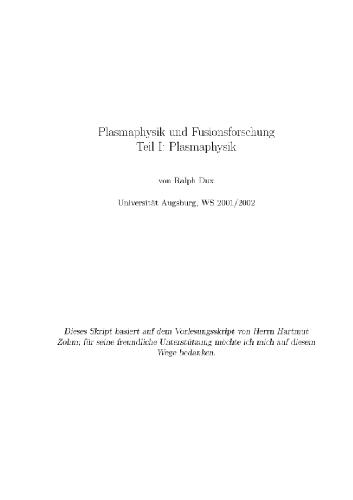 Plasmaphysik und Fusionsforschung
Teil I: Plasmaphysik
von Ralph Dux
Universität Augsburg, WS 2001/2002
Dieses Skript basiert auf dem Vorlesungsskript von Herrn Hartmut
Zohm; für seine freundliche Unterstützung möchte ich mich auf diesem
Wege bedanken.